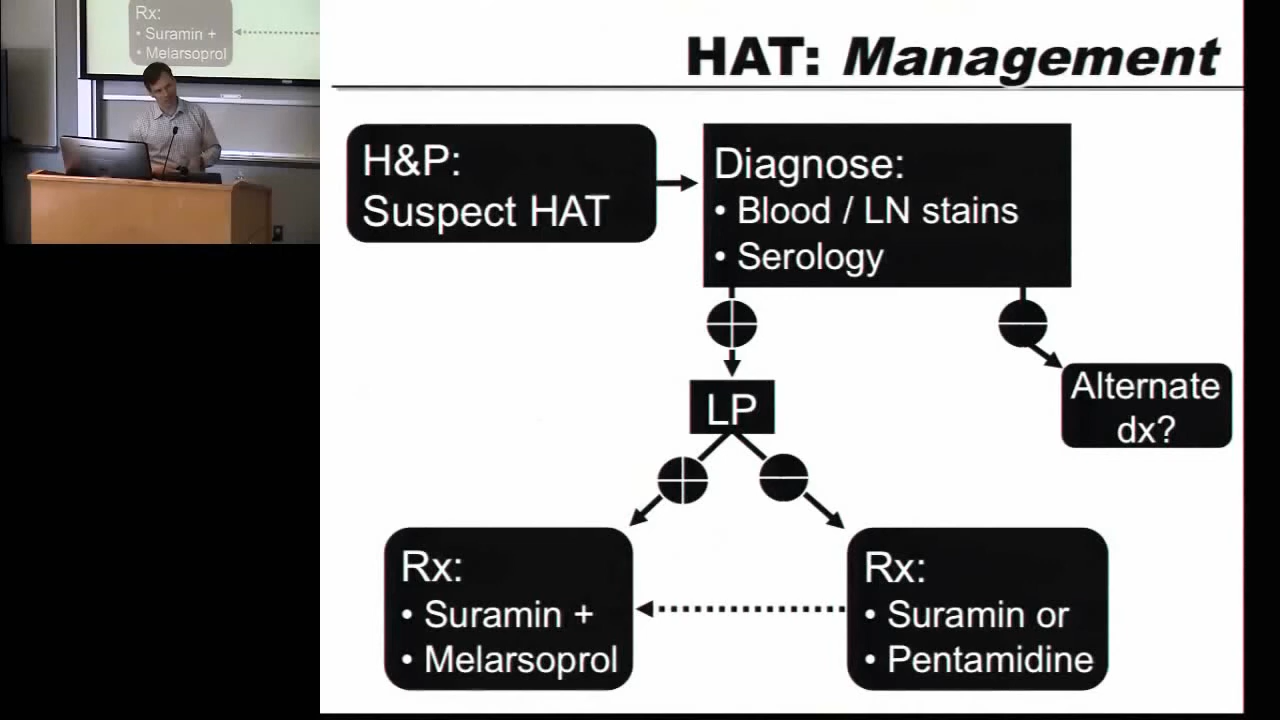 Rx:
• Suramin +
• Melarsoprol
HAT: Management
H&P:
Suspect HAT
Diagnose:
• Blood / LN stains
• Serology
LP
Alternate
dx?
Rx:
• Suramin +
• Melarsoprol
Rx:
• Suramin or
• Pentamidine